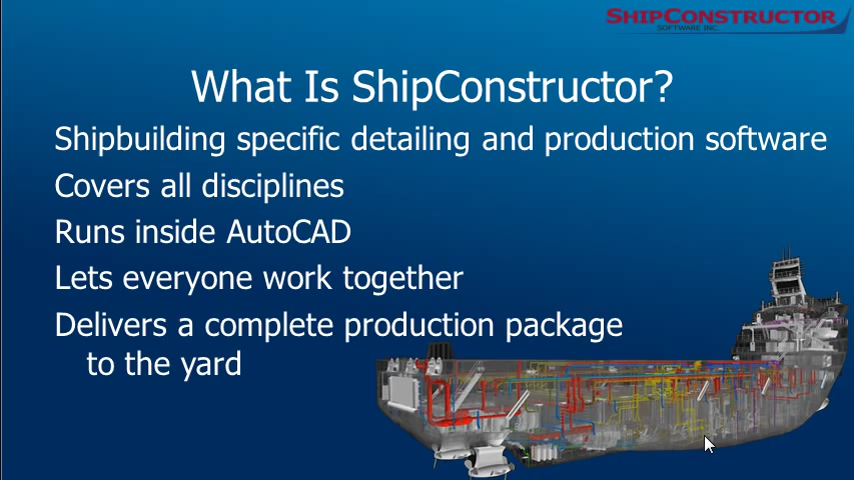 SHIPCONSTRUCTOR
SOFTWARE INC.
What Is ShipConstructor?
Shipbuilding specific detailing and production software
Covers all disciplines
Runs inside AutoCAD
Lets everyone work together
Delivers a complete production package
to the yard